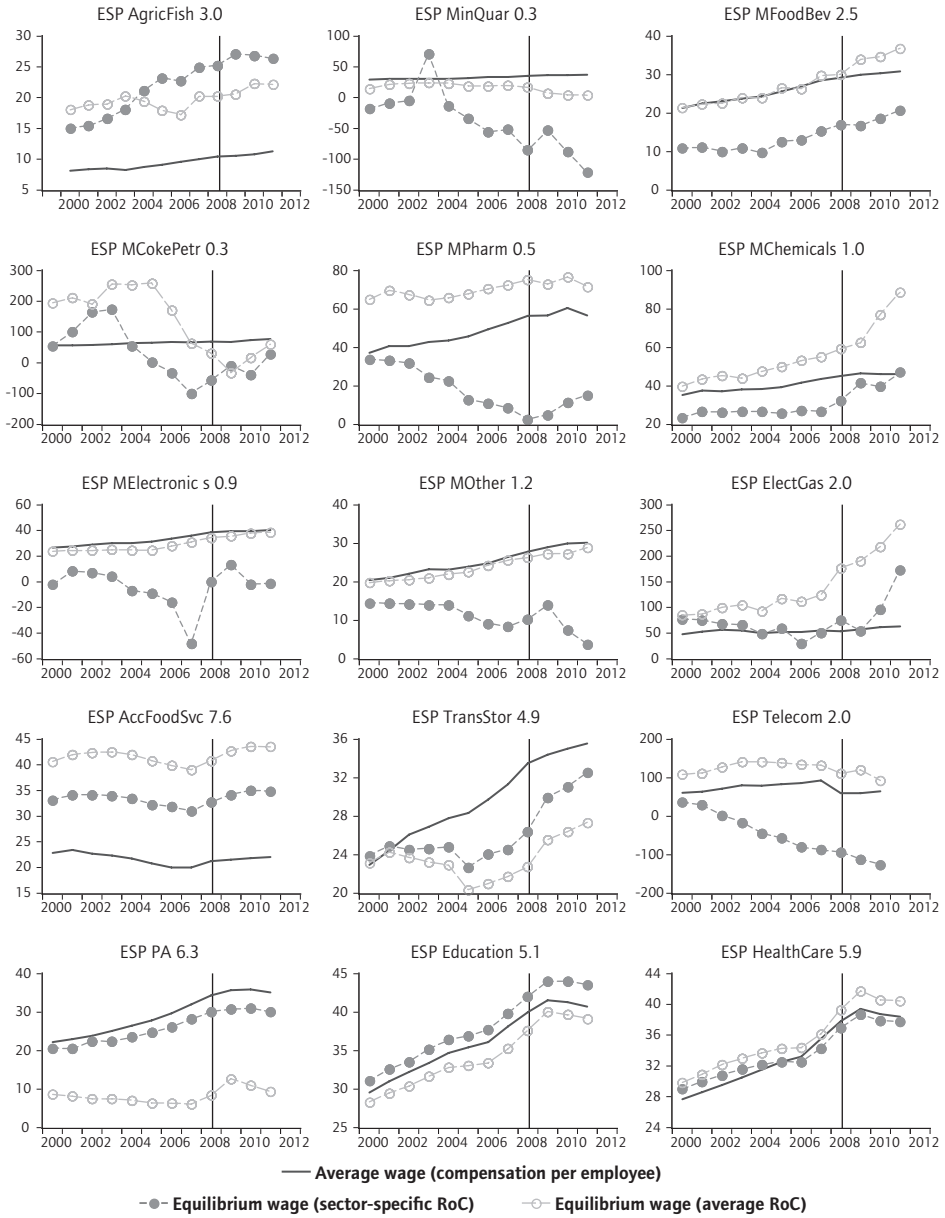 ESP AgricFish 3.0
ESP MinQuar 0.3
ESP MFoodBev 2.5
30
25
20
15
10
5
2000 2002 2004 2006 2008 2010 2012
100
50
0
-50
-100
-150
2000 2002 2004 2006 2008 2010 2012
40
30
20
10
0
2000 2002 2004 2006 2008 2010 2012
ESP MCokePetr 0.3
ESP MPharm 0.5
ESP MChemicals 1.0
300
200
100
0
-100
-200
2000 2002 2004 2006 2008 2010 2012
80
60
40
20
0
2000 2002 2004 2006 2008 2010 2012
100
80
60
40
20
2000 2002 2004 2006 2008 2010 2012
ESP MElectronic s 0.9
ESP MOther 1.2
ESP ElectGas 2.0
60
40
20
0
-20
-40
-60
2000 2002 2004 2006 2008 2010 2012
40
30
20
10
0
2000 2002 2004 2006 2008 2010 2012
300
250
200
150
100
50
0
2000 2002 2004 2006 2008 2010 2012
ESP AccFoodSvc 7.6
ESP TransStor 4.9
ESP Telecom 2.0
45
40
35
30
25
20
15
2000 2002 2004 2006 2008 2010 2012
36
32
28
24
20
2000 2002 2004 2006 2008 2010 2012
200
100
0
-100
-200
2000 2002 2004 2006 2008 2010 2012
ESP PA 6.3
ESP Education 5.1
ESP HealthCare 5.9
40
30
20
10
0
2000 2002 2004 2006 2008 2010 2012
45
40
35
30
25
2000 2002 2004 2006 2008 2010 2012
44
40
36
32
28
24
2000 2002 2004 2006 2008 2010 2012
Average wage (compensation per employee)
Equilibrium wage (sector-specific RoC)
Equilibrium wage (average RoC)